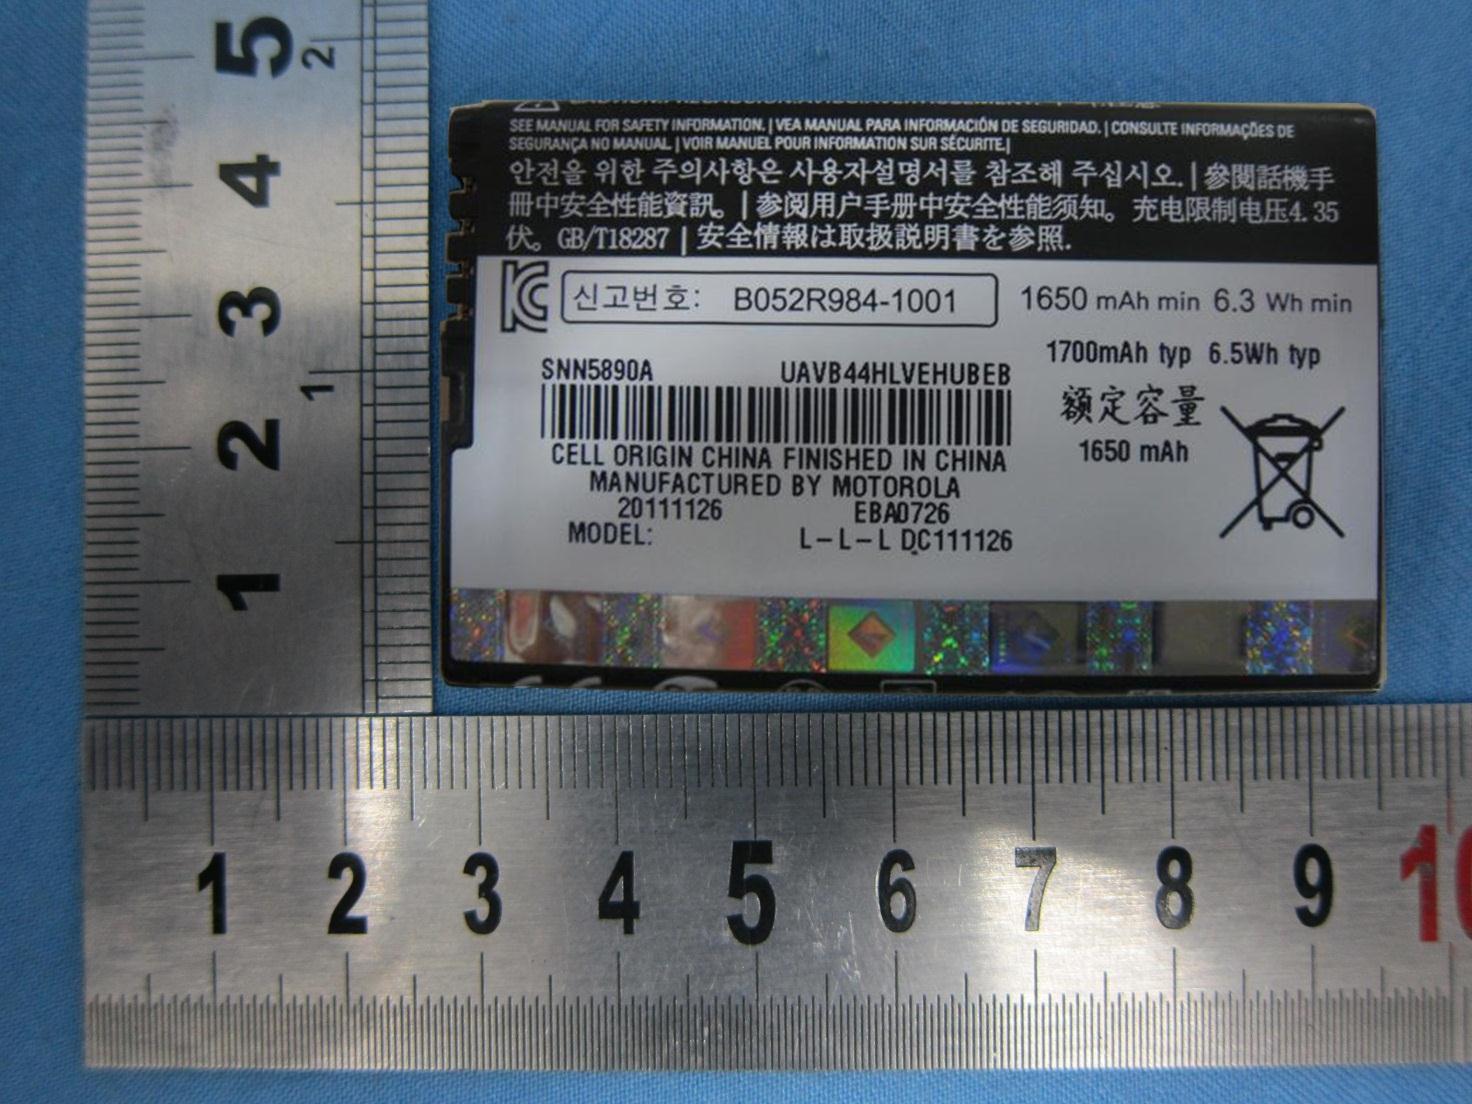 SEE MANUAL FOR SAFETY INFORMATION. | VEA MANUAL PARA INFORMACIÓN DE SEGURIDAD. | CONSULTE INFORMAÇÕES DE
SEGURANÇA NO MANUAL | VOIR MANUEL POUR INFORMATION SUR SÉCURITE.|
안전을 위한 주의사항은 사용자설명서를 참조해 주십시오. | 參閱話機手
冊中安全性能資訊。 | 参阅用户手册中安全性能须知。 充电限制电压4.35
伏。 GB/T18287 | 安全情報は取扱説明書を参照.
신고번호: B052R984-1001
1650 mAh min 6.3 Wh min
1700mAh typ 6.5Wh typ
SNN5890A UAVB44HLVEHUBEB
额定容量
1650 mAh
CELL ORIGIN CHINA FINISHED IN CHINA
MANUFACTURED BY MOTOROLA
20111126 EBA0726
MODEL: L-L-L DC111126
5
4
3
2
1
2
1
1 2 3 4 5 6 7 8 9 10